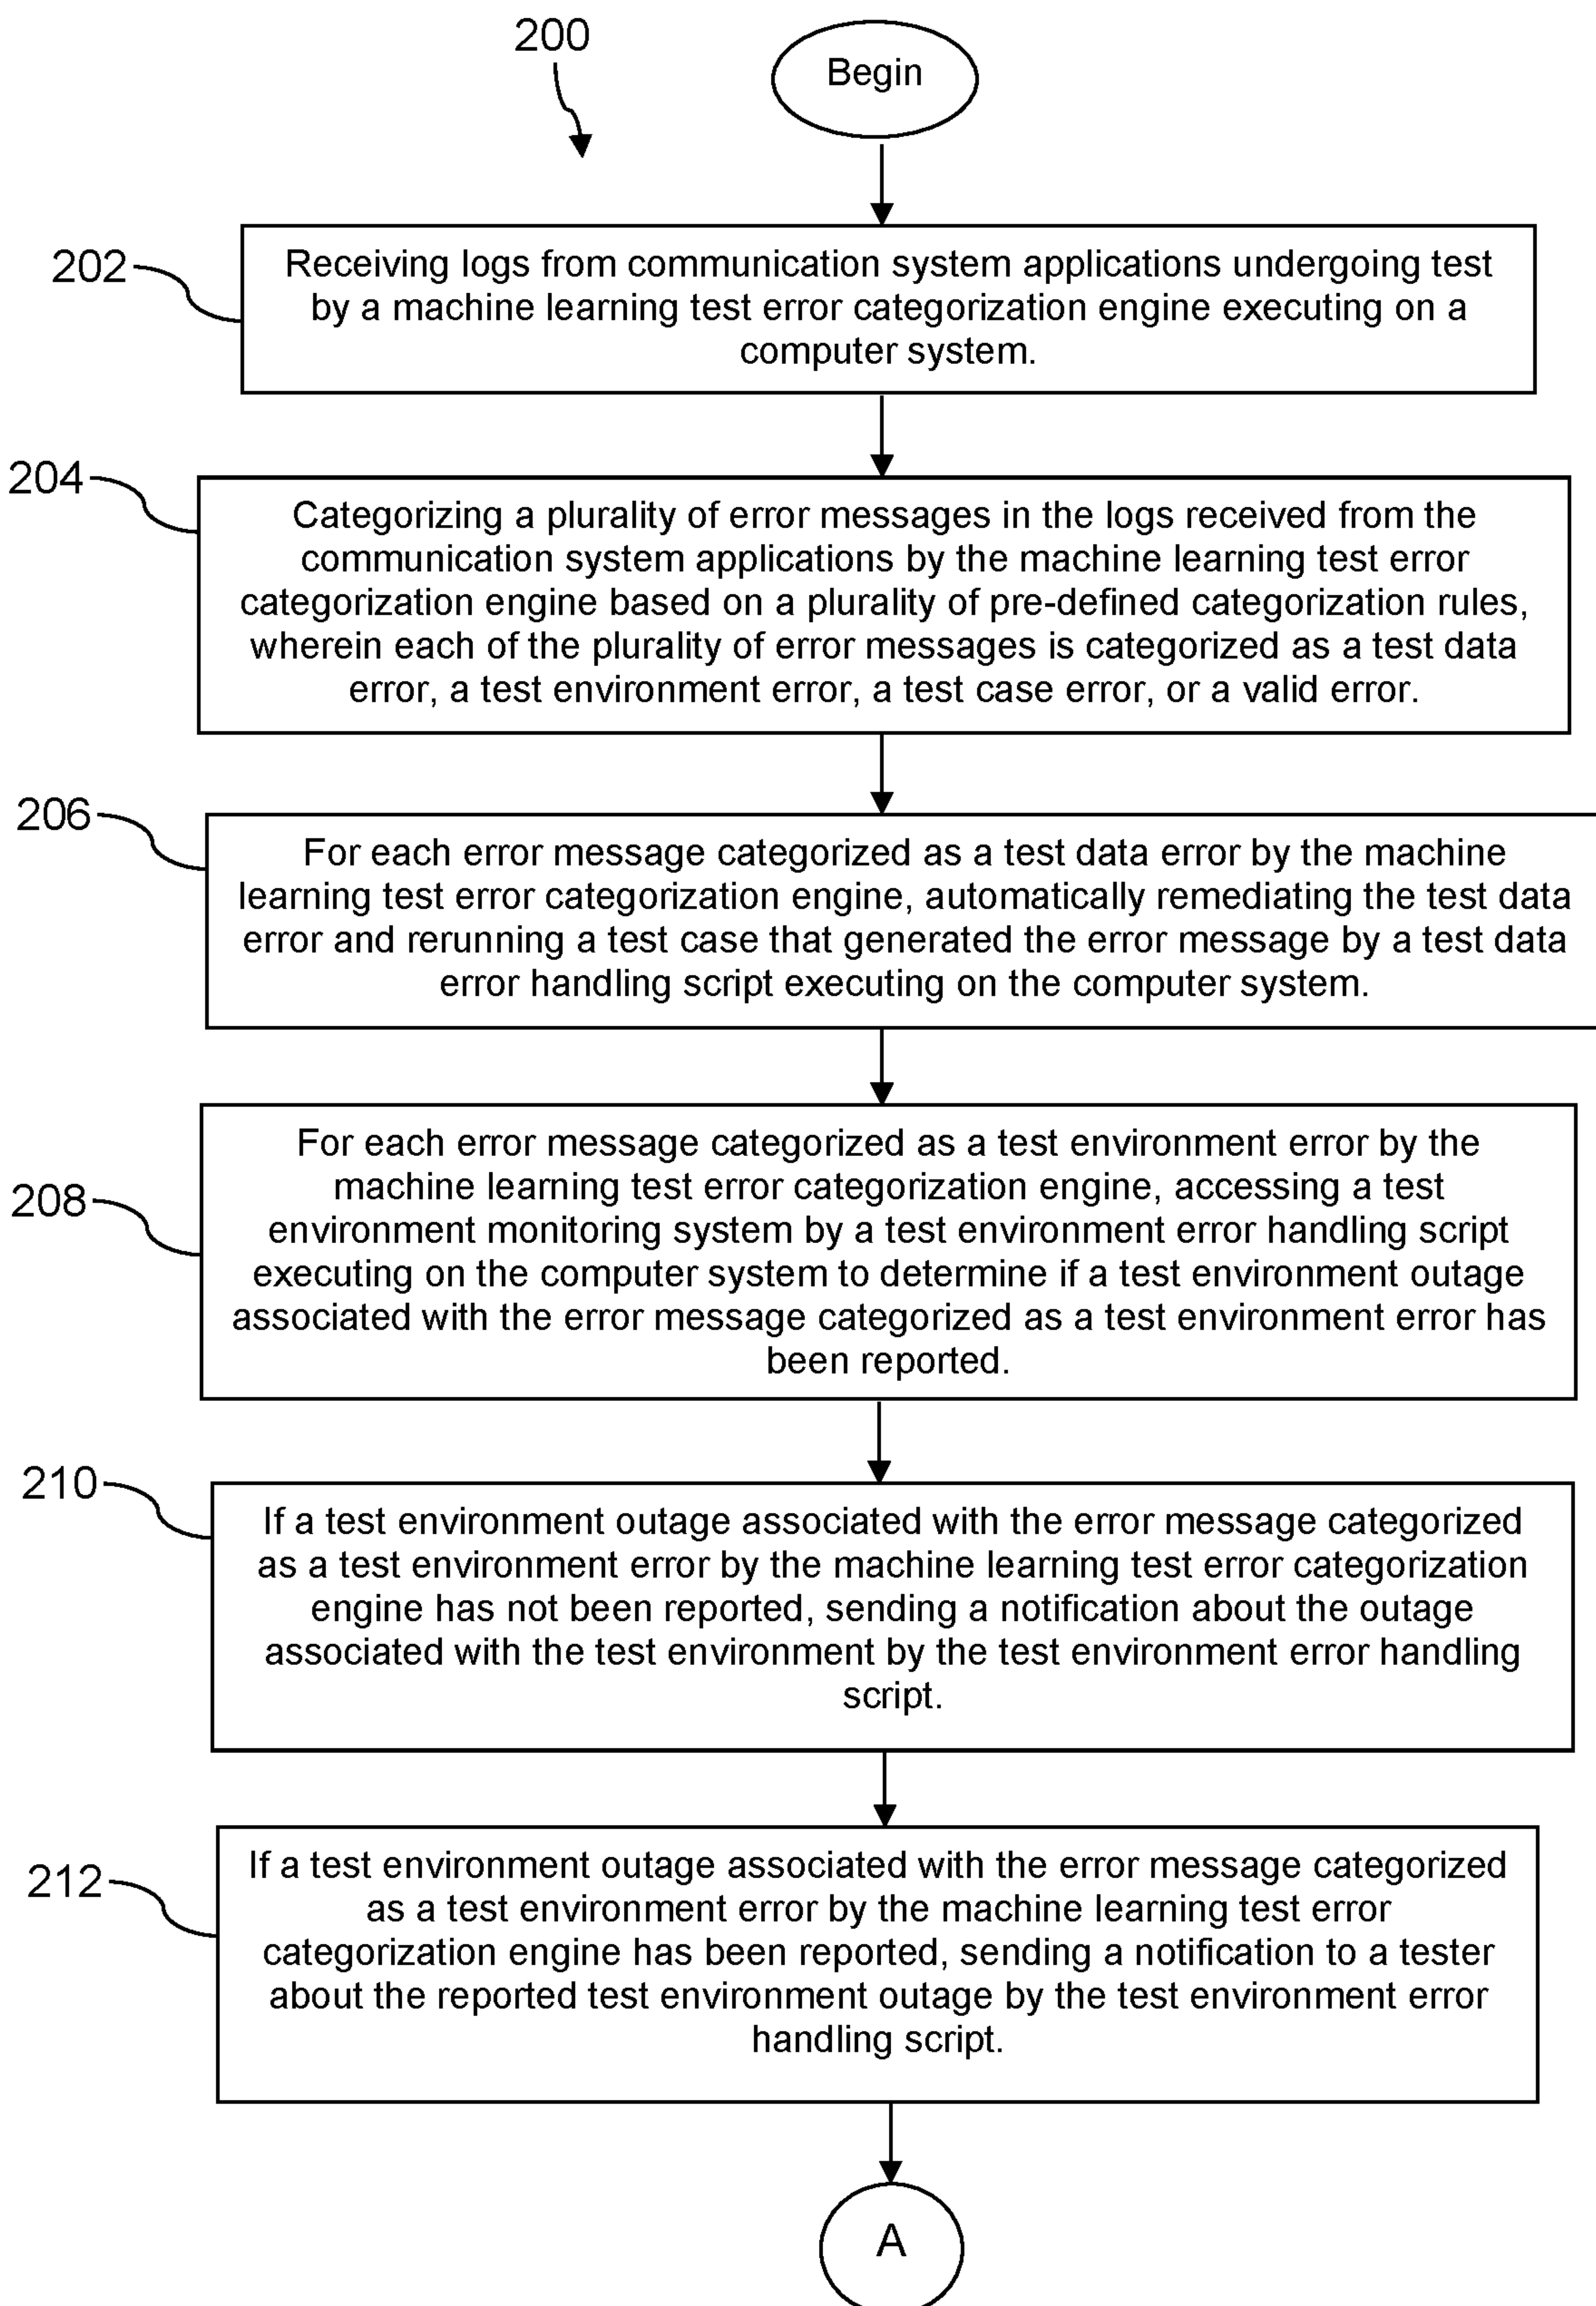 200
Begin
202
Receiving logs from communication system applications undergoing test
by a machine learning test error categorization engine executing on a
computer system.
204
Categorizing a plurality of error messages in the logs received from the
communication system applications by the machine learning test error
categorization engine based on a plurality of pre-defined categorization rules,
wherein each of the plurality of error messages is categorized as a test data
error, a test environment error, a test case error, or a valid error.
206
For each error message categorized as a test data error by the machine
learning test error categorization engine, automatically remediating the test data
error and rerunning a test case that generated the error message by a test data
error handling script executing on the computer system.
208
For each error message categorized as a test environment error by the
machine learning test error categorization engine, accessing a test
environment monitoring system by a test environment error handling script
executing on the computer system to determine if a test environment outage
associated with the error message categorized as a test environment error has
been reported.
210
If a test environment outage associated with the error message categorized
as a test environment error by the machine learning test error categorization
engine has not been reported, sending a notification about the outage
associated with the test environment by the test environment error handling
script.
212
If a test environment outage associated with the error message categorized
as a test environment error by the machine learning test error
categorization engine has been reported, sending a notification to a tester
about the reported test environment outage by the test environment error
handling script.
A